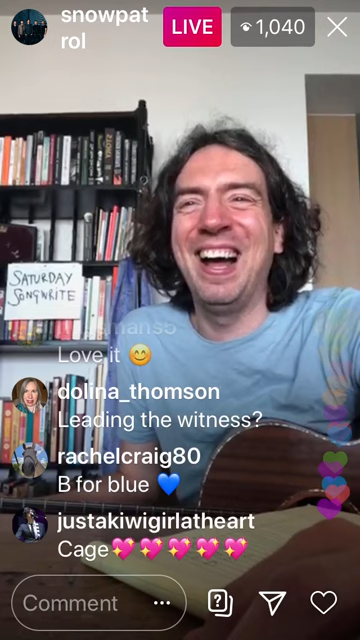 snowpat
rol
LIVE
1,040
SATURDAY
SONGWRITE
Love it 😊
dolina_thomson
Leading the witness?
rachelcraig80
B for blue 💙
justakiwigirlatheart
Cage💖💖💖💖💖
Comment